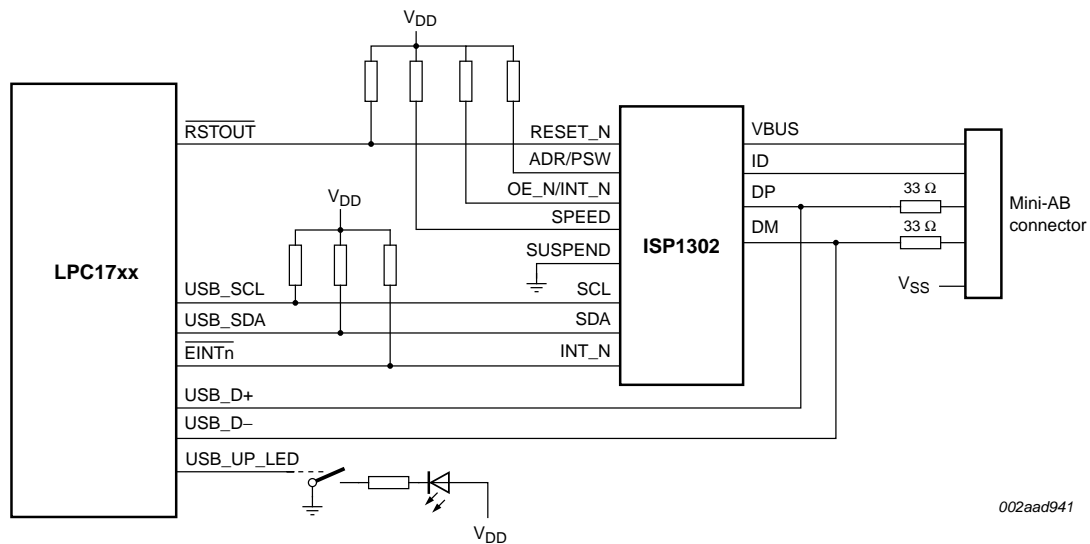 VDD
RSTOUT
RESET_N
VBUS
ADR/PSW
ID
OE_N/INT_N
DP
33 Ω
SPEED
DM
33 Ω
Mini-AB
connector
VDD
SUSPEND
LPC17xx
ISP1302
VSS
USB_SCL
SCL
USB_SDA
SDA
EINTn
INT_N
USB_D+
USB_D−
USB_UP_LED
VDD
002aad941